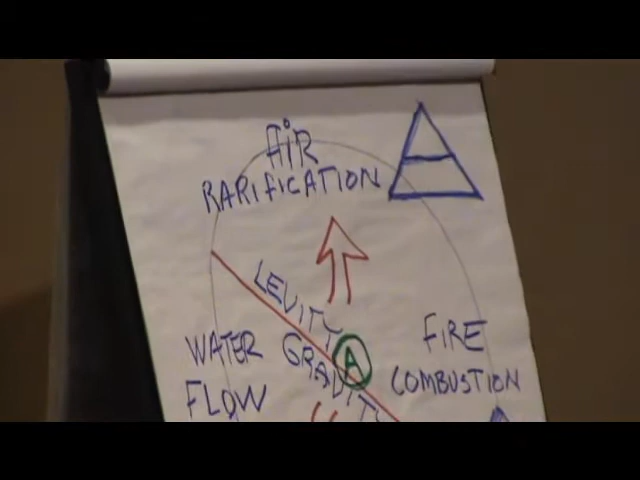 AiR
RARiFiCATiON
LEVITY
GRAVITY
A
WATER
FLOW
FiRE
COMBUSTiON